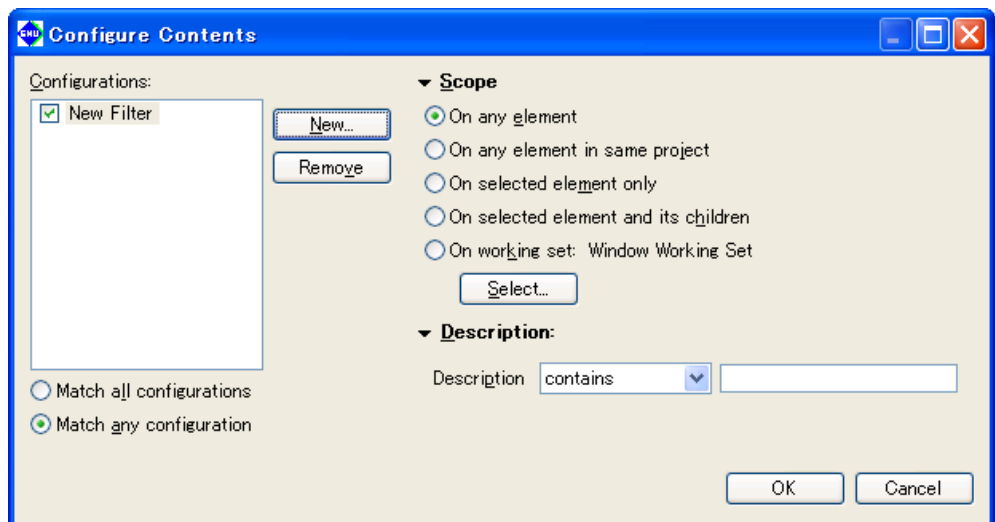 GNU Configure Contents
Configurations:
New Filter
New...
Remove
Match all configurations
Match any configuration
Scope
On any element
On any element in same project
On selected element only
On selected element and its children
On working set: Window Working Set
Select...
Description:
Description contains
OK Cancel